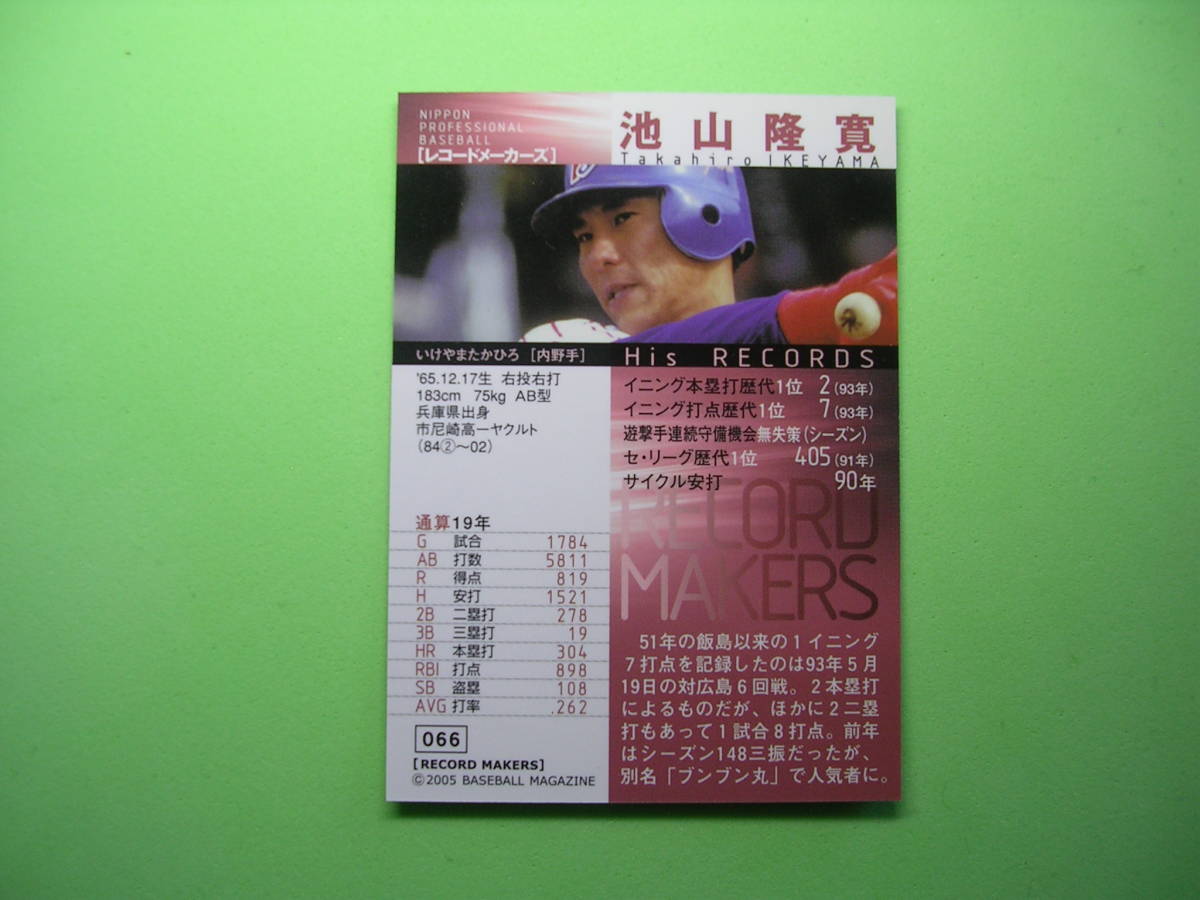 NIPPON
PROFESSIONAL
BASEBALL
[レコードメーカーズ]
池山隆寛
Takahiro IKEYAMA
いけやまたかひろ [内野手]
'65.12.17生 右投右打
183cm 75kg AB型
兵庫県出身
市尼崎高ーヤクルト
(84②〜02)
通算19年
G 試合 1784
AB 打数 5811
R 得点 819
H 安打 1521
2B 二塁打 278
3B 三塁打 19
HR 本塁打 304
RBI 打点 898
SB 盗塁 108
AVG 打率 .262
066
[RECORD MAKERS]
©2005 BASEBALL MAGAZINE
His RECORDS
イニング本塁打歴代1位 2(93年)
イニング打点歴代1位 7(93年)
遊撃手連続守備機会無失策(シーズン)
セ・リーグ歴代1位 405(91年)
サイクル安打 90年
RECORD
MAKERS
51年の飯島以来の1イニング
7打点を記録したのは93年5月
19日の対広島6回戦。2本塁打
によるものだが、ほかに2二塁
打もあって1試合8打点。前年
はシーズン148三振だったが、
別名「ブンブン丸」で人気者に。